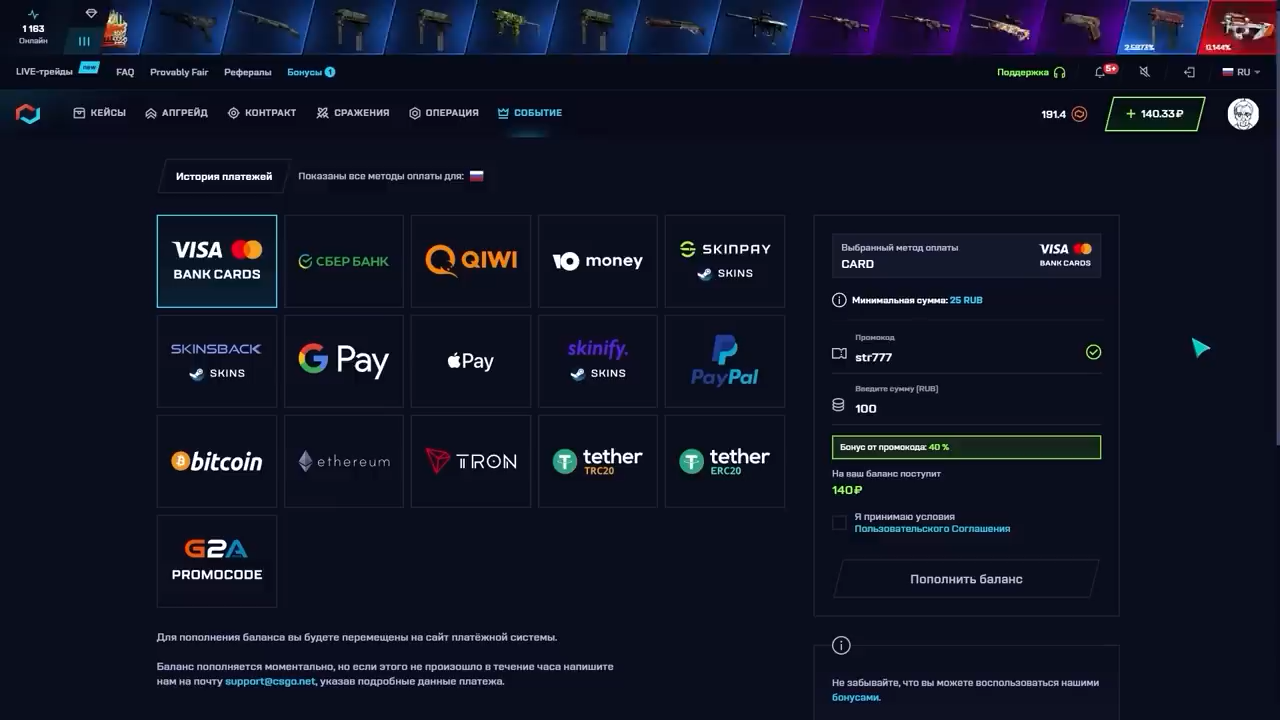 1 163
Онлайн
2.5873%
0.144%
LIVE-трейды
new
FAQ
Provably Fair
Рефералы
Бонусы 1
Поддержка
5+
RU
КЕЙСЫ
АПГРЕЙД
КОНТРАКТ
СРАЖЕНИЯ
ОПЕРАЦИЯ
СОБЫТИЕ
191.4
+ 140.33 ₽
История платежей
Показаны все методы оплаты для:
VISA
BANK CARDS
СБЕР БАНК
QIWI
Ю money
SKINPAY
SKINS
SKINSBACK
SKINS
G Pay
Pay
skinify.
SKINS
PayPal
bitcoin
ethereum
TRON
tether
TRC20
tether
ERC20
G2A
PROMOCODE
Для пополнения баланса вы будете перемещены на сайт платёжной системы.
Баланс пополняется моментально, но если этого не произошло в течение часа напишите
нам на почту support@csgo.net, указав подробные данные платежа.
Выбранный метод оплаты
CARD
VISA
BANK CARDS
Минимальная сумма: 25 RUB
Промокод
str777
Введите сумму (RUB)
100
Бонус от промокода: 40 %
На ваш баланс поступит
140 ₽
Я принимаю условия
Пользовательского Соглашения
Пополнить баланс
Не забывайте, что вы можете воспользоваться нашими
бонусами.